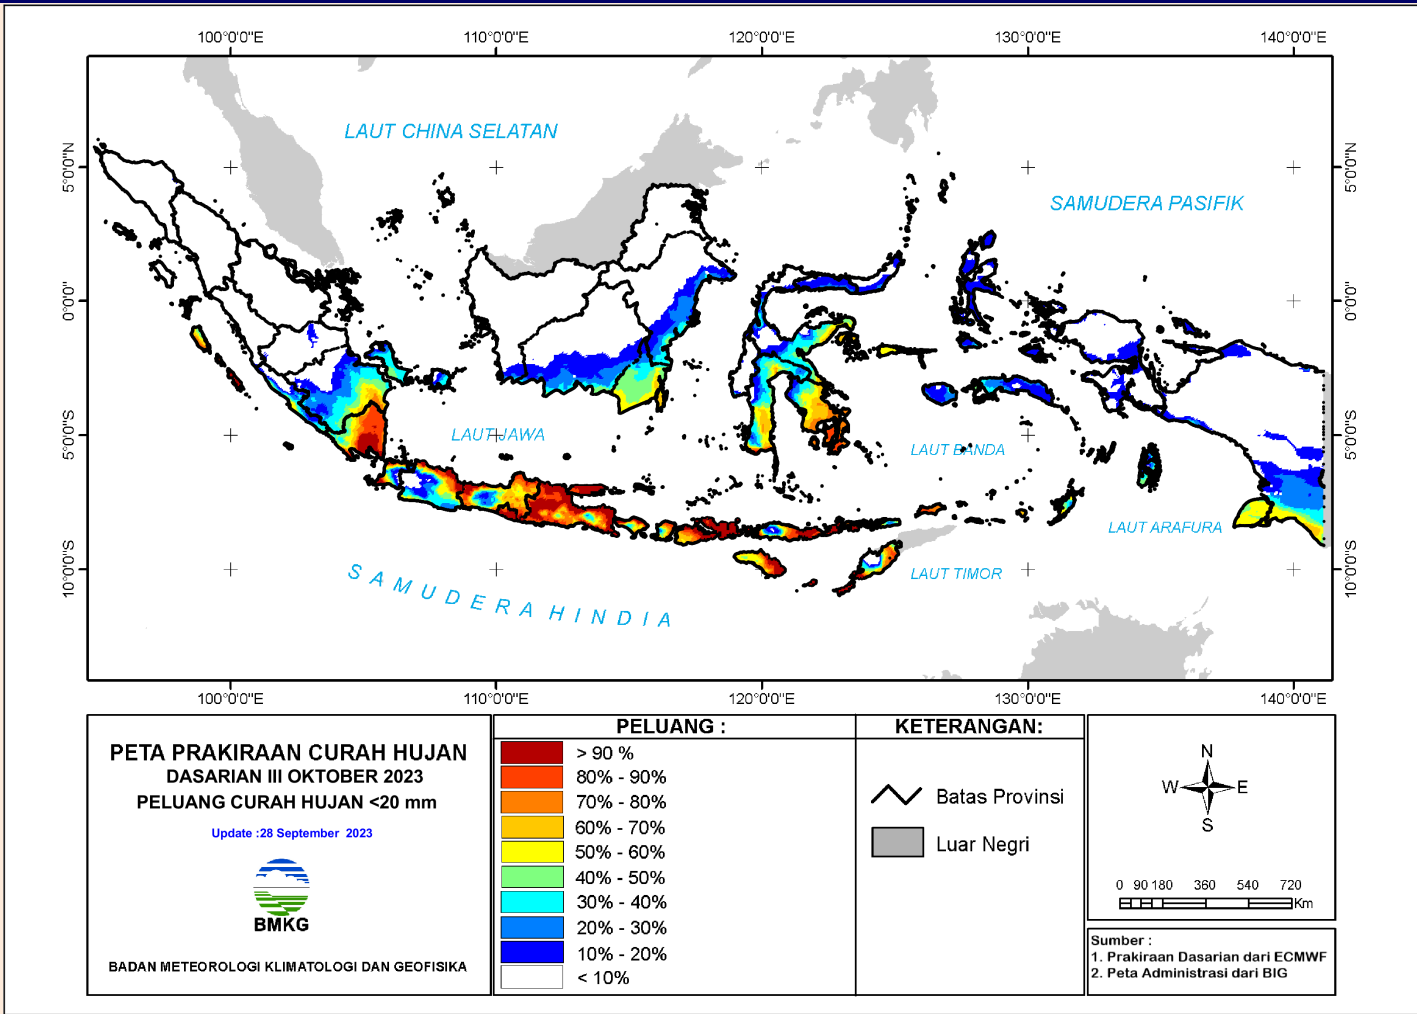 100°0'0"E 110°0'0"E 120°0'0"E 130°0'0"E 140°0'0"E
LAUT CHINA SELATAN
5°0'0"N 5°0'0"N
SAMUDERA PASIFIK
0°0'0" 0°0'0"
LAUT JAWA
LAUT BANDA
5°0'0"S 5°0'0"S
LAUT ARAFURA
LAUT TIMOR
10°0'0"S 10°0'0"S
SAMUDERA HINDIA
100°0'0"E 110°0'0"E 120°0'0"E 130°0'0"E 140°0'0"E
PETA PRAKIRAAN CURAH HUJAN
DASARIAN III OKTOBER 2023
PELUANG CURAH HUJAN <20 mm
Update :28 September 2023
BMKG
BADAN METEOROLOGI KLIMATOLOGI DAN GEOFISIKA
PELUANG :
> 90 %
80% - 90%
70% - 80%
60% - 70%
50% - 60%
40% - 50%
30% - 40%
20% - 30%
10% - 20%
< 10%
KETERANGAN:
Batas Provinsi
Luar Negri
N
W E
S
0 90 180 360 540 720
Km
Sumber :
1. Prakiraan Dasarian dari ECMWF
2. Peta Administrasi dari BIG